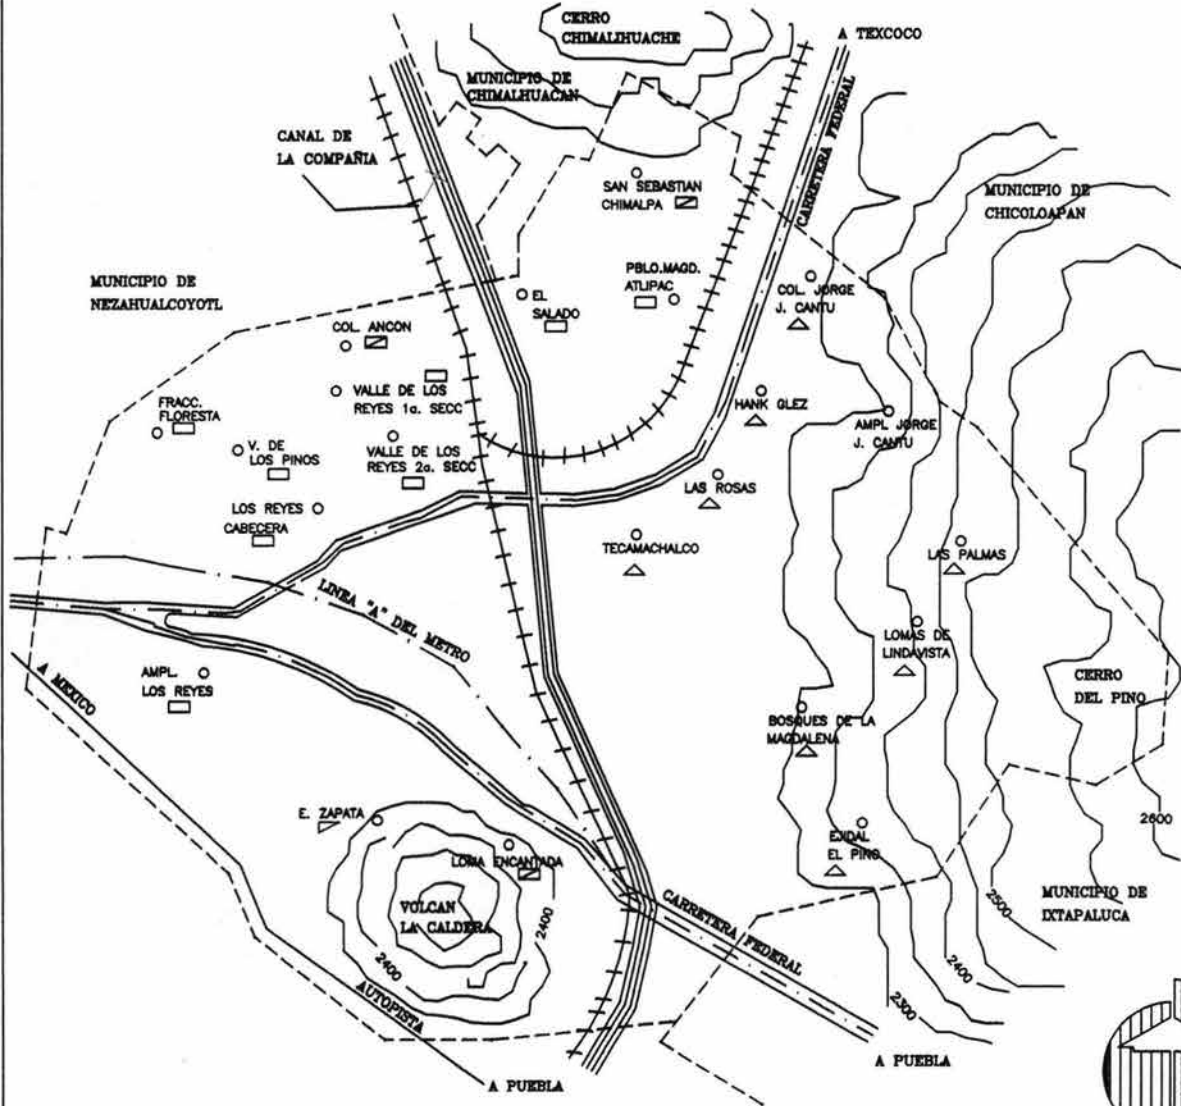 CERRO
CHIMALIHUACHE
A TEXCOCO
MUNICIPIO DE
CHIMALHUACAN
CARRETERA FEDERAL
CANAL DE
LA COMPAÑIA
SAN SEBASTIAN
CHIMALPA
MUNICIPIO DE
CHICOLOAPAN
MUNICIPIO DE
NEZAHUALCOYOTL
PBLO.MAGD.
ATLIPAC
COL. JORGE
J. CANTU
EL
SALADO
COL. ANCON
VALLE DE LOS
REYES 1a. SECC
FRACC.
FLORESTA
HANK GLEZ
AMPL JORGE
J. CANTU
V. DE
LOS PINOS
VALLE DE LOS
REYES 2a. SECC
LAS ROSAS
LOS REYES
CABECERA
TECAMACHALCO
LAS PALMAS
LINEA "A" DEL METRO
LOMAS DE
LINDAVISTA
A MEXICO
AMPL.
LOS REYES
CERRO
DEL PINO
BOSQUES DE LA
MAGDALENA
E. ZAPATA
2600
EJIDAL
EL PINO
LOMA ENCANTADA
MUNICIPIO DE
IXTAPALUCA
2500
VOLCAN
LA CALDERA
2400
CARRETERA FEDERAL
2400
2400
2300
AUTOPISTA
A PUEBLA
A PUEBLA